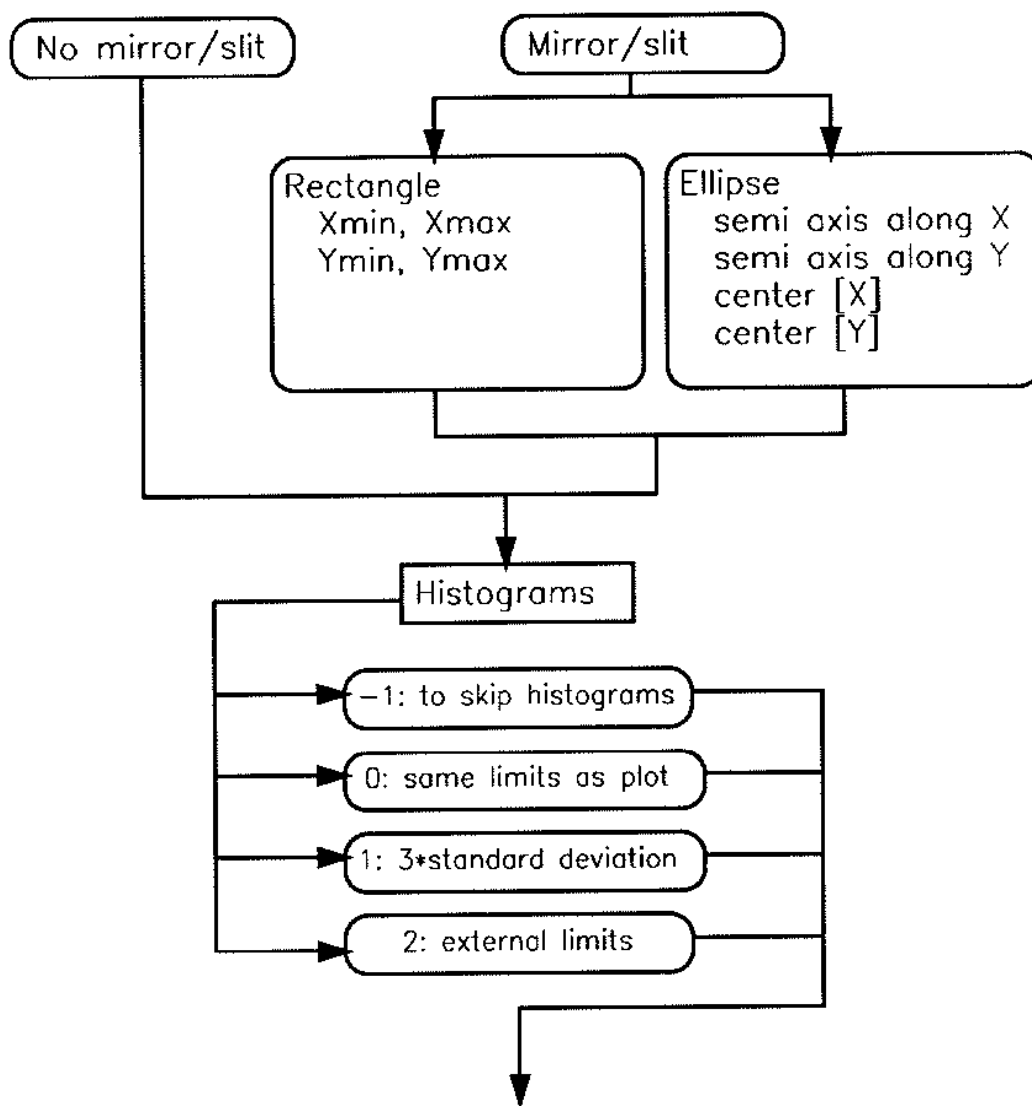 No mirror/slit
Mirror/slit
Rectangle
Xmin, Xmax
Ymin, Ymax
Ellipse
semi axis along X
semi axis along Y
center [X]
center [Y]
Histograms
-1: to skip histograms
0: same limits as plot
1: 3*standard deviation
2: external limits